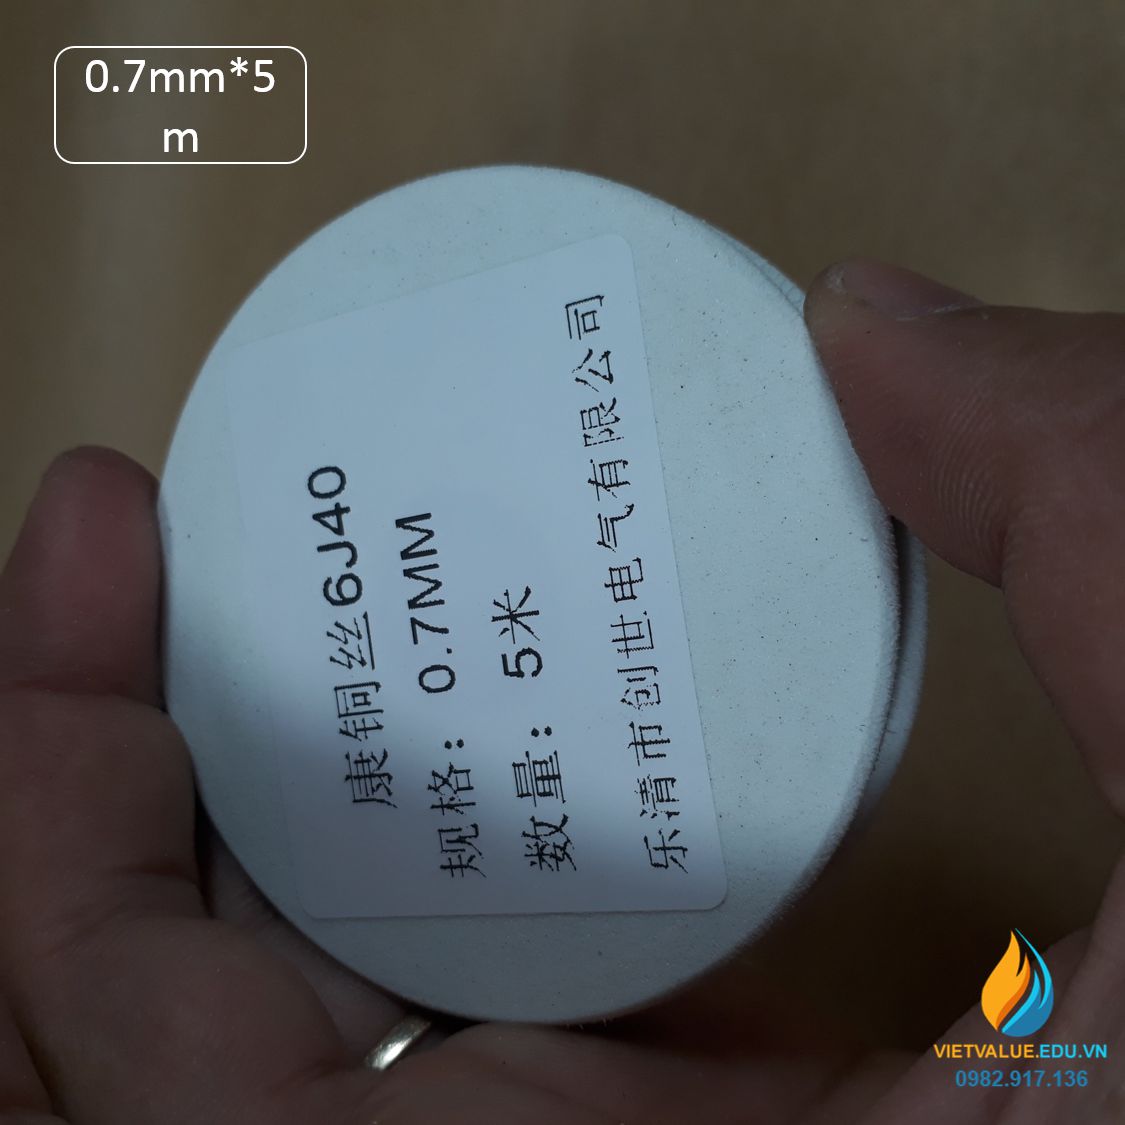 0.7mm*5
m
康铜丝6J40
规格：0.7MM
数量：5米
乐清市创世电气有限公司
VIETVALUE.EDU.VN
0982.917.136